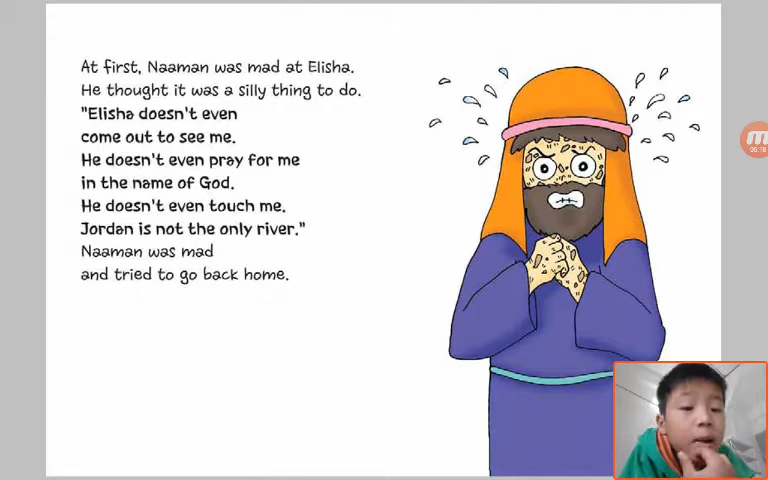 At first, Naaman was mad at Elisha.
He thought it was a silly thing to do.
"Elisha doesn't even
come out to see me.
He doesn't even pray for me
in the name of God.
He doesn't even touch me.
Jordan is not the only river."
Naaman was mad
and tried to go back home.
05:18